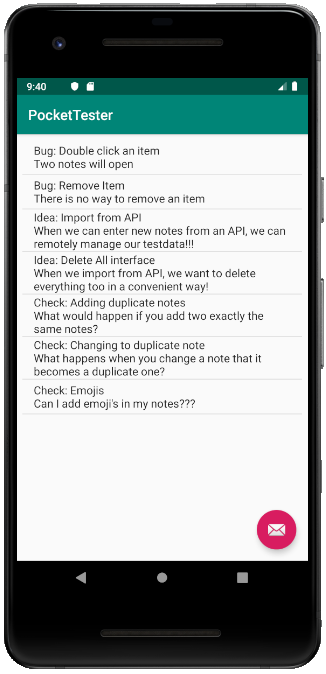 9:40
PocketTester
Bug: Double click an item
Two notes will open
Bug: Remove Item
There is no way to remove an item
Idea: Import from API
When we can enter new notes from an API, we can
remotely manage our testdata!!!
Idea: Delete All interface
When we import from API, we want to delete
everything too in a convenient way!
Check: Adding duplicate notes
What would happen if you add two exactly the
same notes?
Check: Changing to duplicate note
What happens when you change a note that it
becomes a duplicate one?
Check: Emojis
Can I add emoji's in my notes???